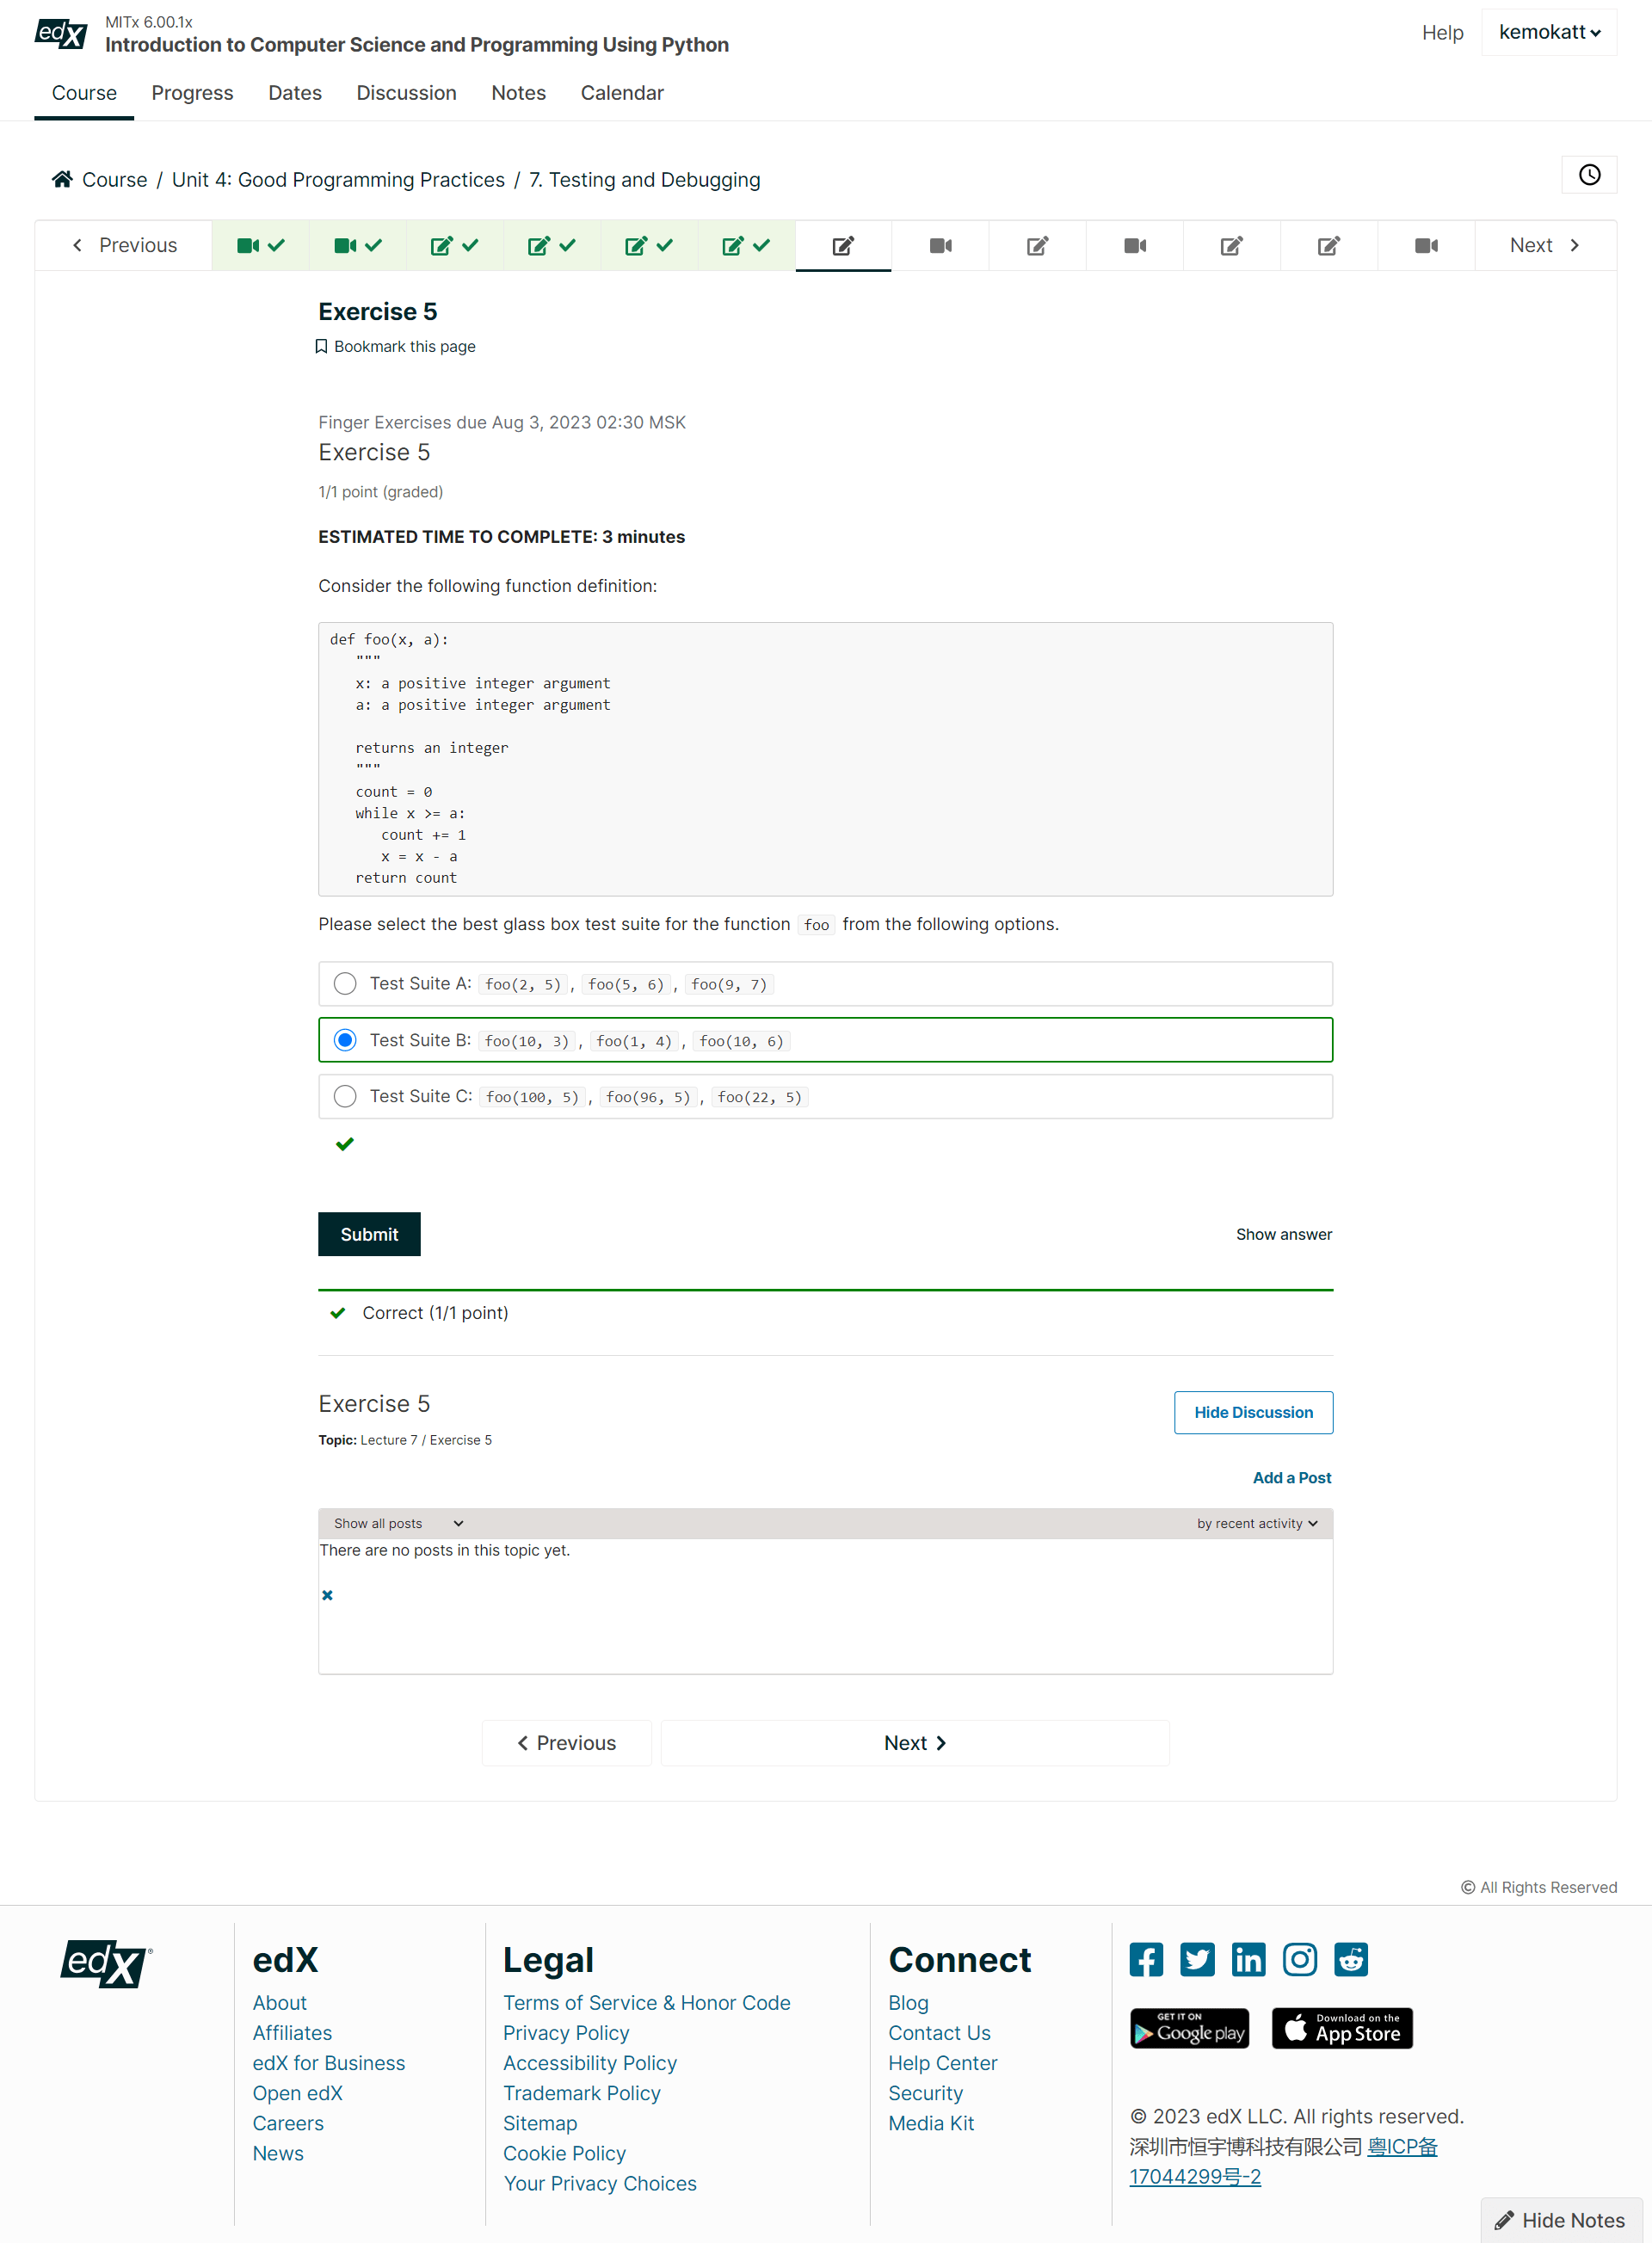 edX
MITx 6.00.1x
Introduction to Computer Science and Programming Using Python
Help
kemokatt
Course
Progress
Dates
Discussion
Notes
Calendar
Course / Unit 4: Good Programming Practices / 7. Testing and Debugging
Previous
Next
Exercise 5
Bookmark this page
Finger Exercises due Aug 3, 2023 02:30 MSK
Exercise 5
1/1 point (graded)
ESTIMATED TIME TO COMPLETE: 3 minutes
Consider the following function definition:
def foo(x, a):
   """
   x: a positive integer argument
   a: a positive integer argument
   returns an integer
   """
   count = 0
   while x >= a:
      count += 1
      x = x - a
   return count
Please select the best glass box test suite for the function foo from the following options.
Test Suite A: foo(2, 5), foo(5, 6), foo(9, 7)
Test Suite B: foo(10, 3), foo(1, 4), foo(10, 6)
Test Suite C: foo(100, 5), foo(96, 5), foo(22, 5)
Submit
Show answer
Correct (1/1 point)
Exercise 5
Hide Discussion
Topic: Lecture 7 / Exercise 5
Add a Post
Show all posts
by recent activity
There are no posts in this topic yet.
Previous
Next
© All Rights Reserved
edX®
edX
About
Affiliates
edX for Business
Open edX
Careers
News
Legal
Terms of Service & Honor Code
Privacy Policy
Accessibility Policy
Trademark Policy
Sitemap
Cookie Policy
Your Privacy Choices
Connect
Blog
Contact Us
Help Center
Security
Media Kit
GET IT ON
Google play
Download on the
App Store
© 2023 edX LLC. All rights reserved.
深圳市恒宇博科技有限公司 粤ICP备
17044299号-2
Hide Notes